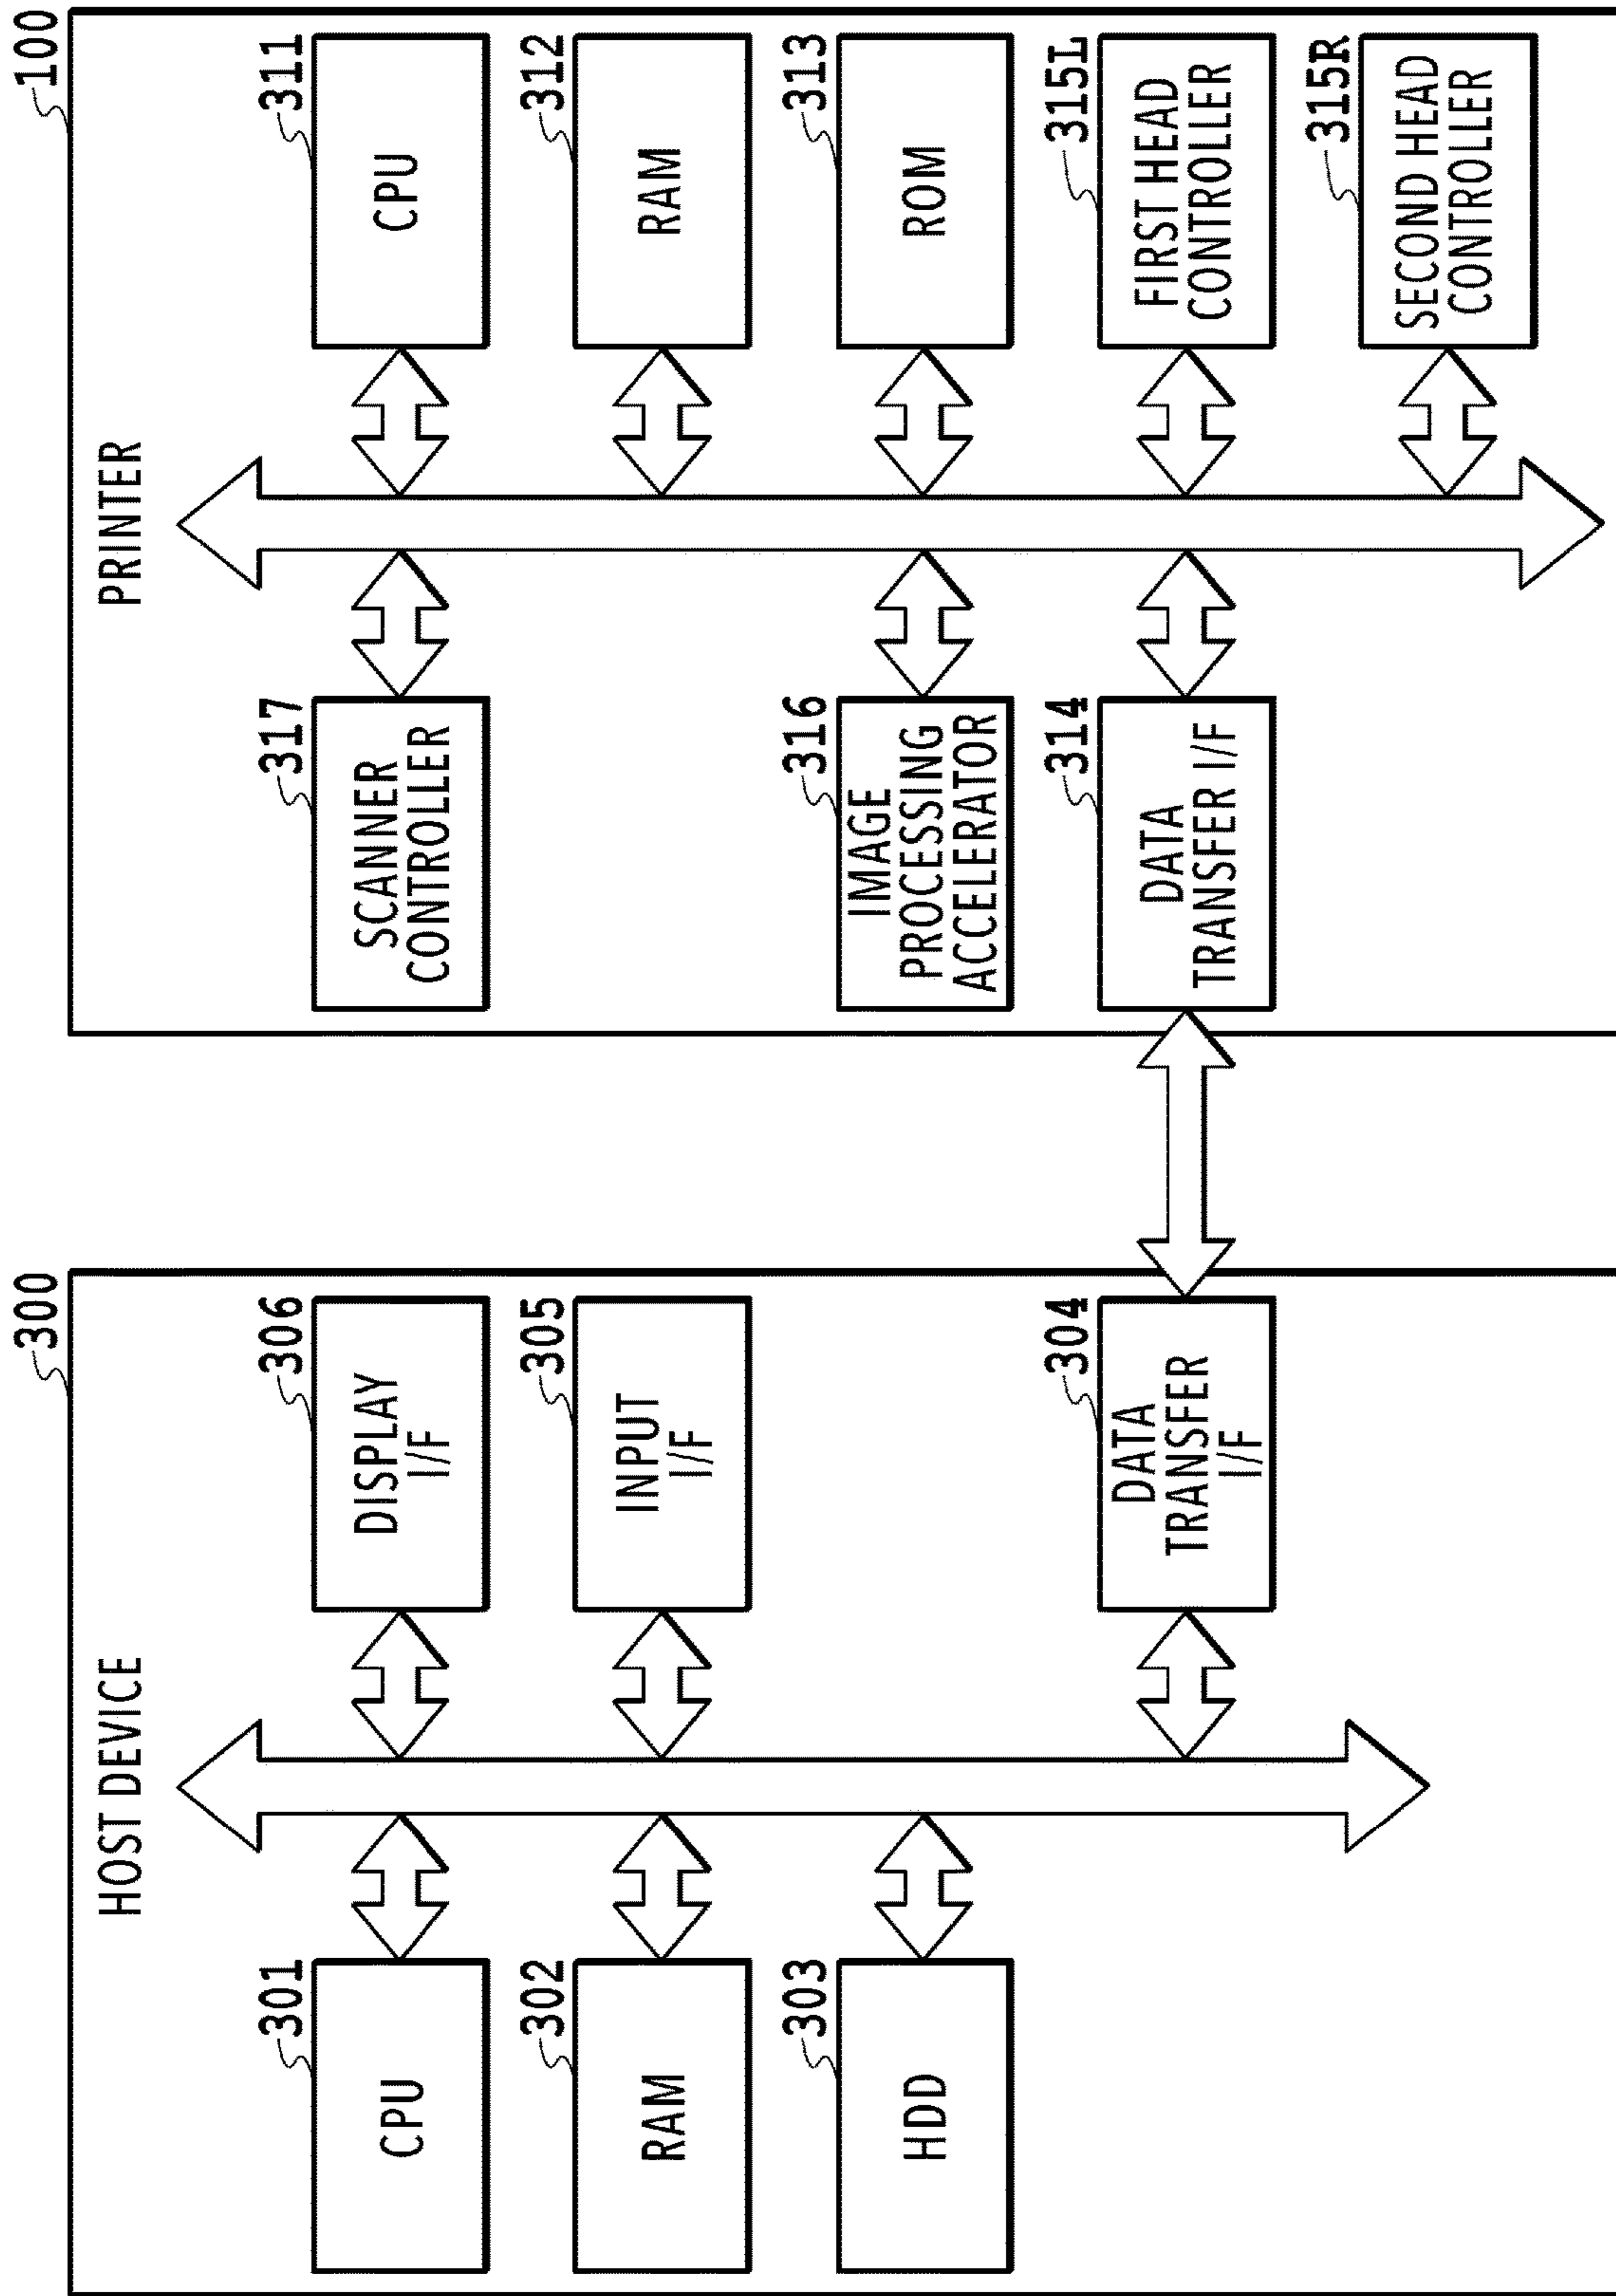 300
HOST DEVICE
301
CPU
302
RAM
303
HDD
306
DISPLAY
I/F
305
INPUT
I/F
304
DATA
TRANSFER
I/F
100
PRINTER
317
SCANNER
CONTROLLER
316
IMAGE
PROCESSING
ACCELERATOR
314
DATA
TRANSFER I/F
311
CPU
312
RAM
313
ROM
315L
FIRST HEAD
CONTROLLER
315R
SECOND HEAD
CONTROLLER